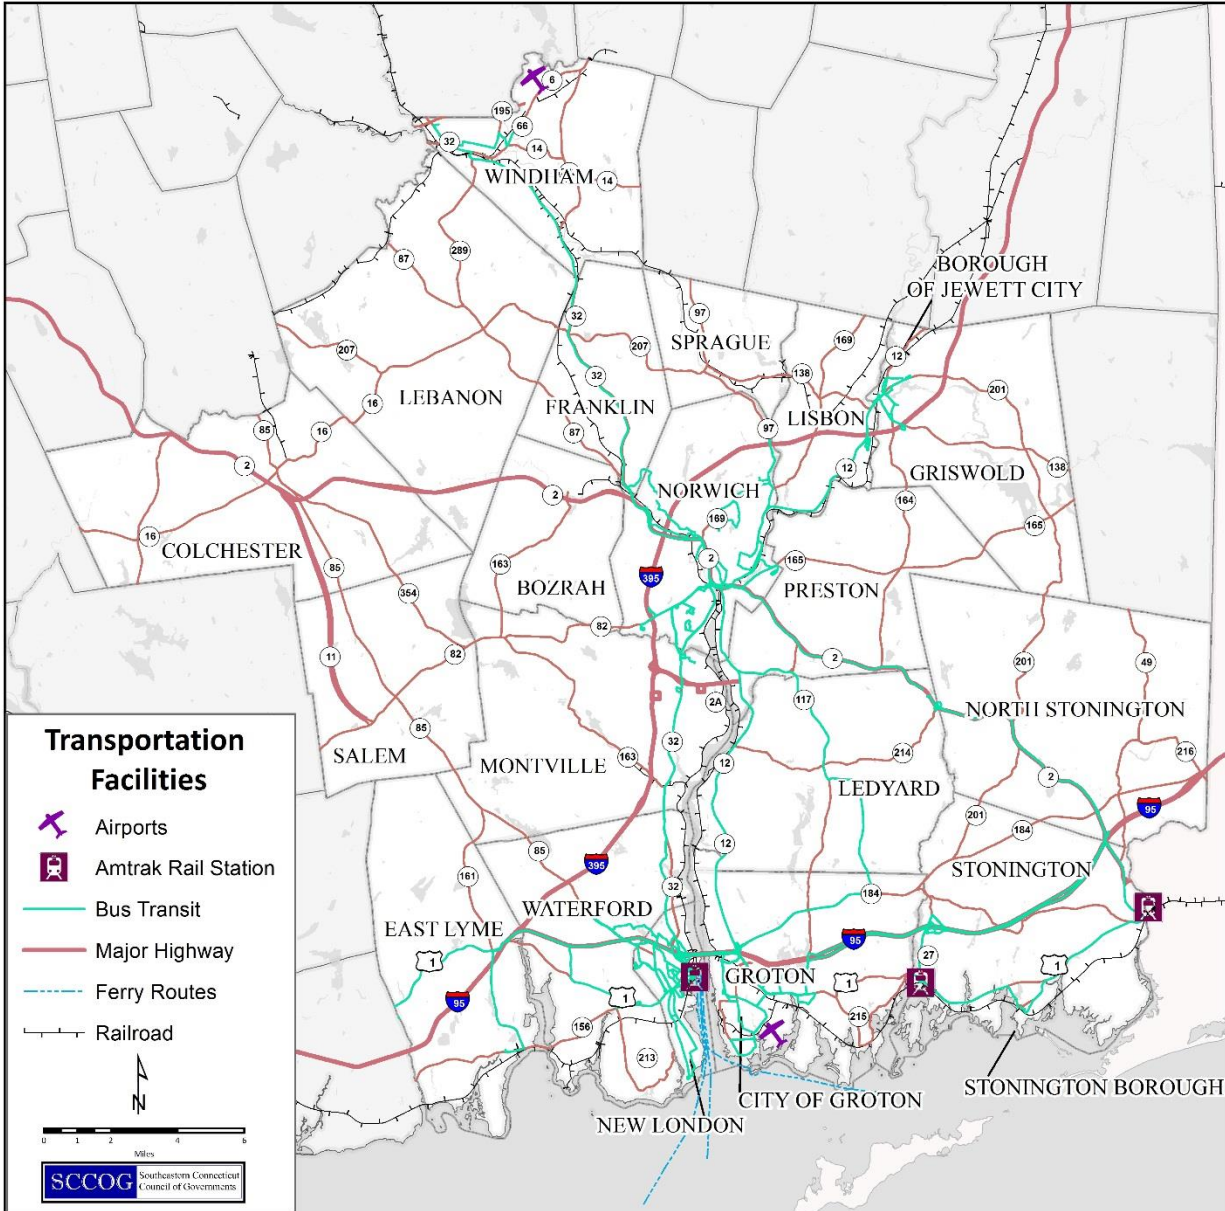 6
195
66
32
14
WINDHAM
14
289
87
BOROUGH
OF JEWETT CITY
32
97
SPRAGUE
169
207
207
12
138
201
32
LEBANON
FRANKLIN
16
LISBON
85
16
87
97
2
12
GRISWOLD
138
2
NORWICH
164
169
165
16
COLCHESTER
2
163
165
85
395
BOZRAH
PRESTON
354
82
82
11
2
201
49
2A
117
NORTH STONINGTON
85
32
SALEM
MONTVILLE
163
214
216
12
2
LEDYARD
95
201
184
85
12
395
STONINGTON
161
32
184
WATERFORD
EAST LYME
95
1
27
1
GROTON
1
95
1
215
156
213
STONINGTON BOROUGH
CITY OF GROTON
NEW LONDON
Transportation
Facilities
Airports
Amtrak Rail Station
Bus Transit
Major Highway
Ferry Routes
Railroad
N
0 1 2 4 6
Miles
SCCOG
Southeastern Connecticut
Council of Governments